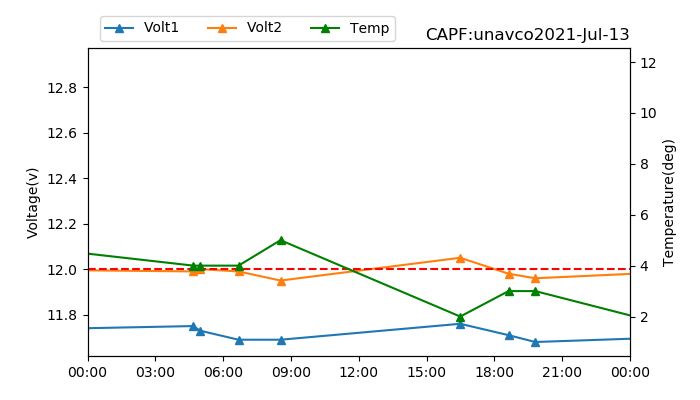 Volt1 Volt2 Temp
CAPF:unavco2021-Jul-13
Voltage(v)
12.8
12.6
12.4
12.2
12.0
11.8
12
10
8
6
4
2
Temperature(deg)
00:00 03:00 06:00 09:00 12:00 15:00 18:00 21:00 00:00